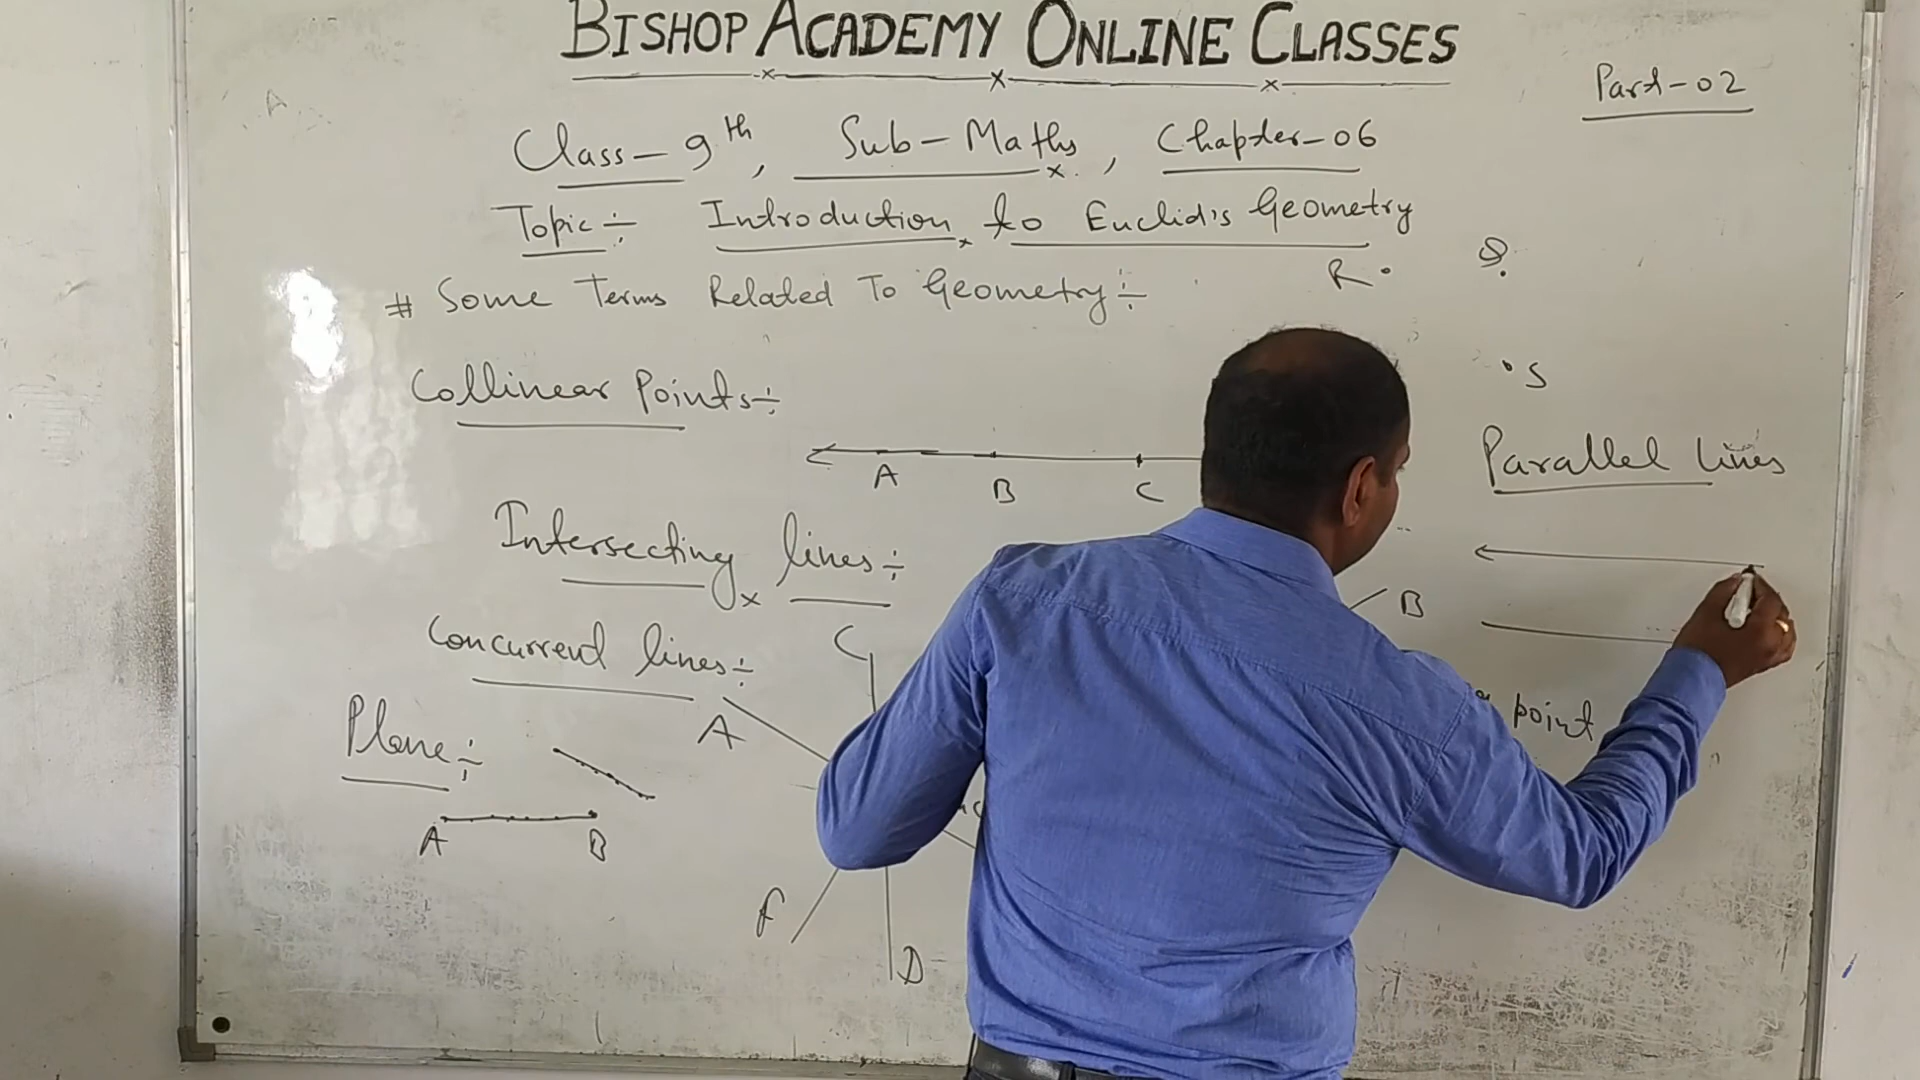 BISHOP ACADEMY ONLINE CLASSES
Part-02
Class-9th, Sub-Maths, Chapter-06
Topic÷ Introduction to Euclid's Geometry
# Some Terms Related To Geometry÷
R
Q
S
Collinear Points÷
A B C
Parallel lines
Intersecting lines÷
B
Concurrent lines÷
C
A
point
Plane÷
A B
F
D